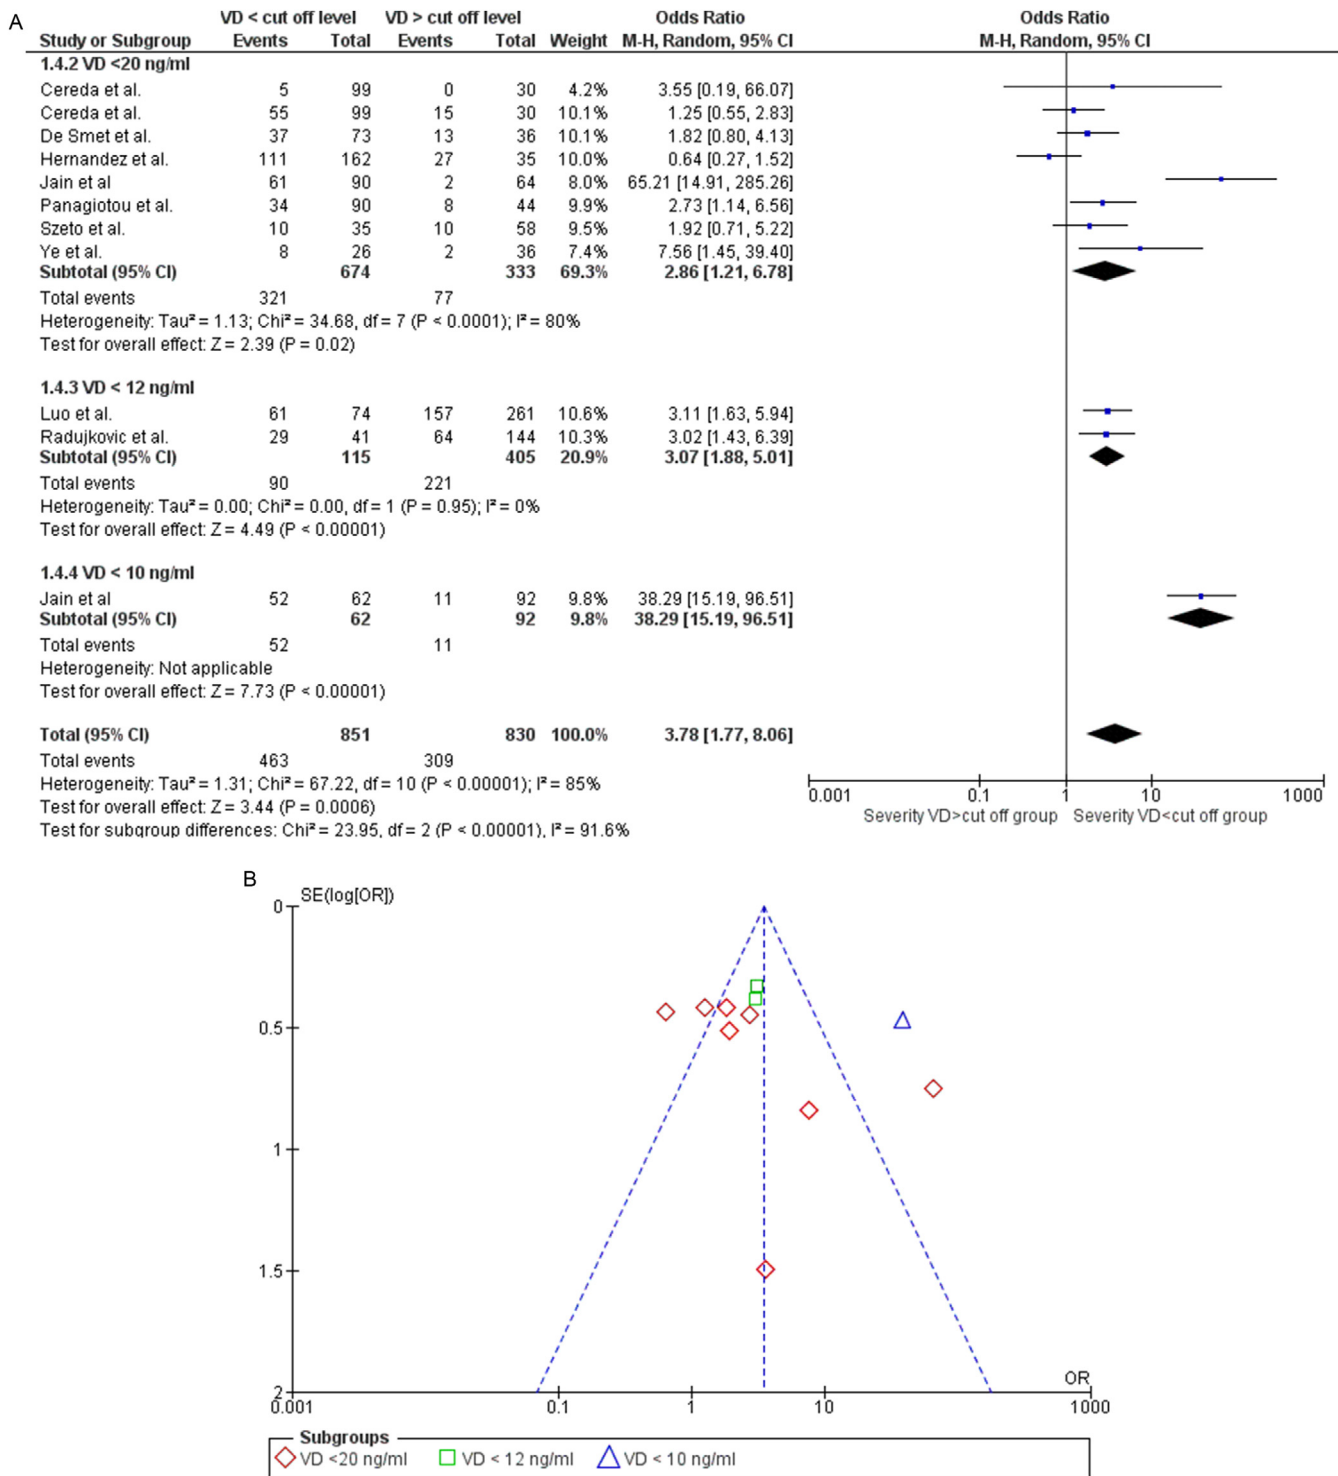 A
VD < cut off level VD > cut off level Odds Ratio Odds Ratio
Study or Subgroup Events Total Events Total Weight M-H, Random, 95% CI M-H, Random, 95% CI
1.4.2 VD <20 ng/ml
Cereda et al. 5 99 0 30 4.2% 3.55 [0.19, 66.07]
Cereda et al. 55 99 15 30 10.1% 1.25 [0.55, 2.83]
De Smet et al. 37 73 13 36 10.1% 1.82 [0.80, 4.13]
Hernandez et al. 111 162 27 35 10.0% 0.64 [0.27, 1.52]
Jain et al 61 90 2 64 8.0% 65.21 [14.91, 285.26]
Panagiotou et al. 34 90 8 44 9.9% 2.73 [1.14, 6.56]
Szeto et al. 10 35 10 58 9.5% 1.92 [0.71, 5.22]
Ye et al. 8 26 2 36 7.4% 7.56 [1.45, 39.40]
Subtotal (95% CI) 674 333 69.3% 2.86 [1.21, 6.78]
Total events 321 77
Heterogeneity: Tau² = 1.13; Chi² = 34.68, df = 7 (P < 0.0001); I² = 80%
Test for overall effect: Z = 2.39 (P = 0.02)
1.4.3 VD < 12 ng/ml
Luo et al. 61 74 157 261 10.6% 3.11 [1.63, 5.94]
Radujkovic et al. 29 41 64 144 10.3% 3.02 [1.43, 6.39]
Subtotal (95% CI) 115 405 20.9% 3.07 [1.88, 5.01]
Total events 90 221
Heterogeneity: Tau² = 0.00; Chi² = 0.00, df = 1 (P = 0.95); I² = 0%
Test for overall effect: Z = 4.49 (P < 0.00001)
1.4.4 VD < 10 ng/ml
Jain et al 52 62 11 92 9.8% 38.29 [15.19, 96.51]
Subtotal (95% CI) 62 92 9.8% 38.29 [15.19, 96.51]
Total events 52 11
Heterogeneity: Not applicable
Test for overall effect: Z = 7.73 (P < 0.00001)
Total (95% CI) 851 830 100.0% 3.78 [1.77, 8.06]
Total events 463 309
Heterogeneity: Tau² = 1.31; Chi² = 67.22, df = 10 (P < 0.00001); I² = 85%
Test for overall effect: Z = 3.44 (P = 0.0006)
Test for subgroup differences: Chi² = 23.95, df = 2 (P < 0.00001), I² = 91.6%
0.001 0.1 1 10 1000
Severity VD>cut off group Severity VD<cut off group
B
SE(log[OR])
0
0.5
1
1.5
2
OR
0.001 0.1 1 10 1000
Subgroups
VD <20 ng/ml VD < 12 ng/ml VD < 10 ng/ml